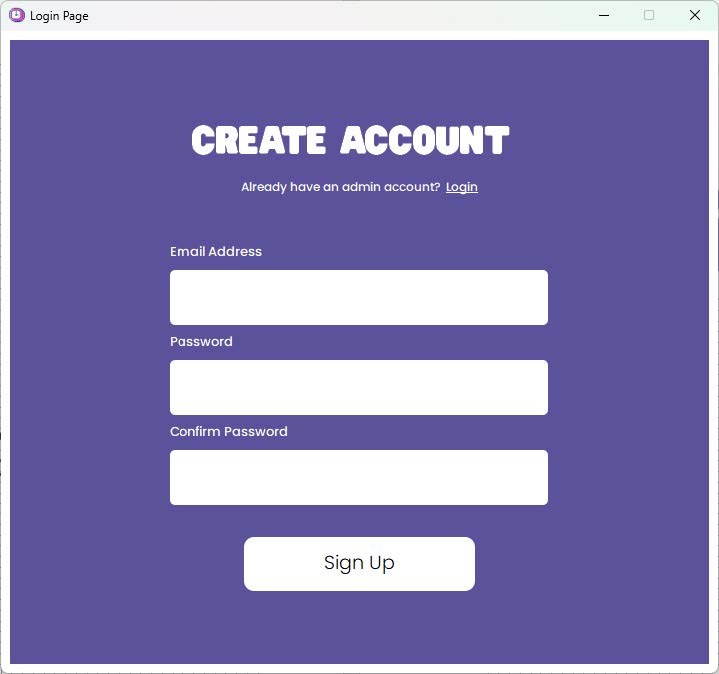 Login Page
CREATE ACCOUNT
Already have an admin account? Login
Email Address
Password
Confirm Password
Sign Up